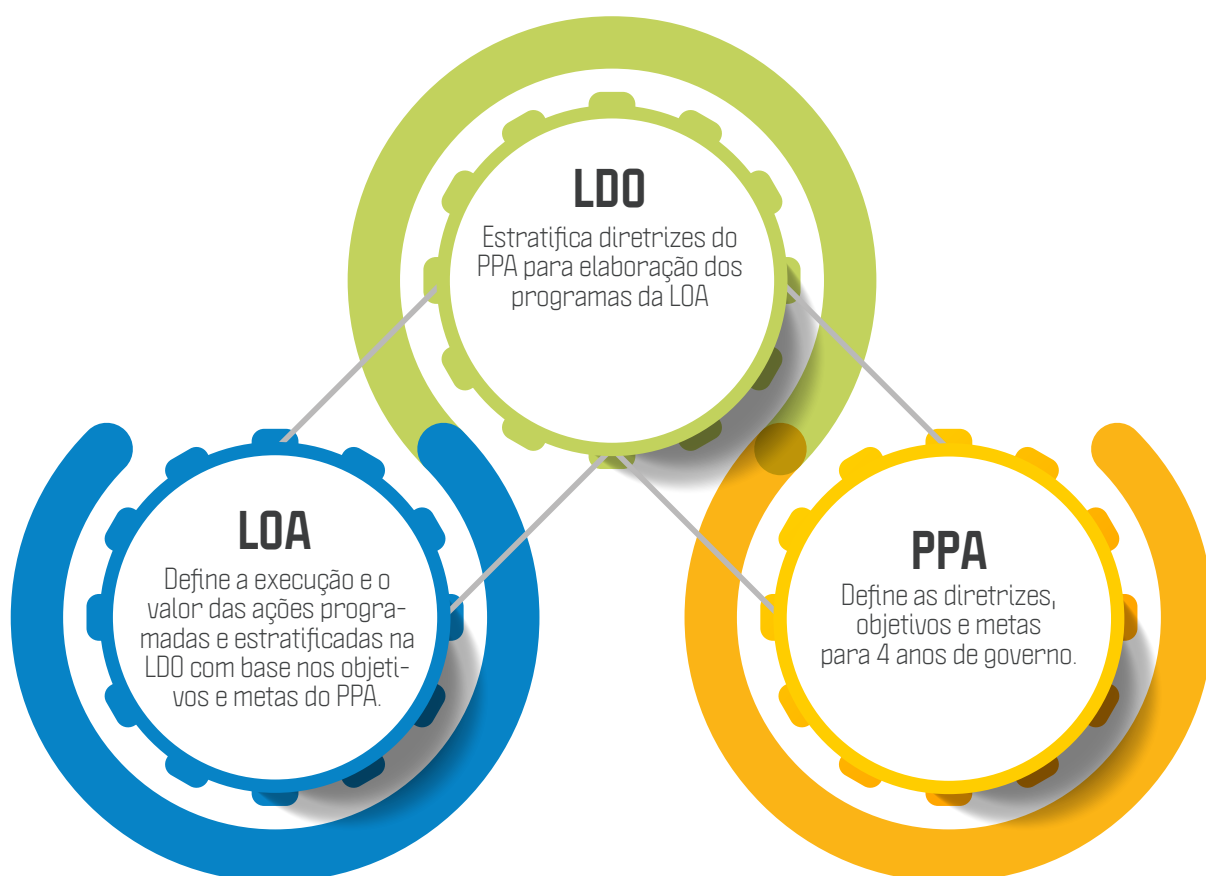 LDO
Estratifica diretrizes do
PPA para elaboração dos
programas da LOA
LOA
Define a execução e o
valor das ações progra-
madas e estratificadas na
LDO com base nos objeti-
vos e metas do PPA.
PPA
Define as diretrizes,
objetivos e metas
para 4 anos de governo.